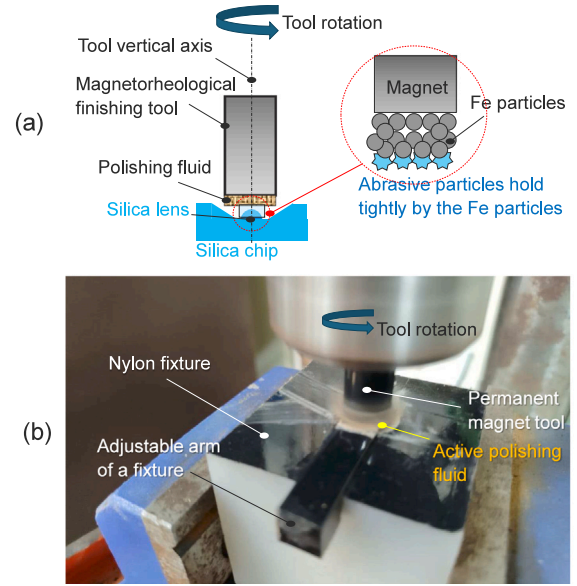 Tool rotation
Tool vertical axis
Magnetorheological
finishing tool
Polishing fluid
Silica lens
Silica chip
(a)
Magnet
Fe particles
Abrasive particles hold
tightly by the Fe particles
(b)
Tool rotation
Nylon fixture
Permanent
magnet tool
Adjustable arm
of a fixture
Active polishing
fluid